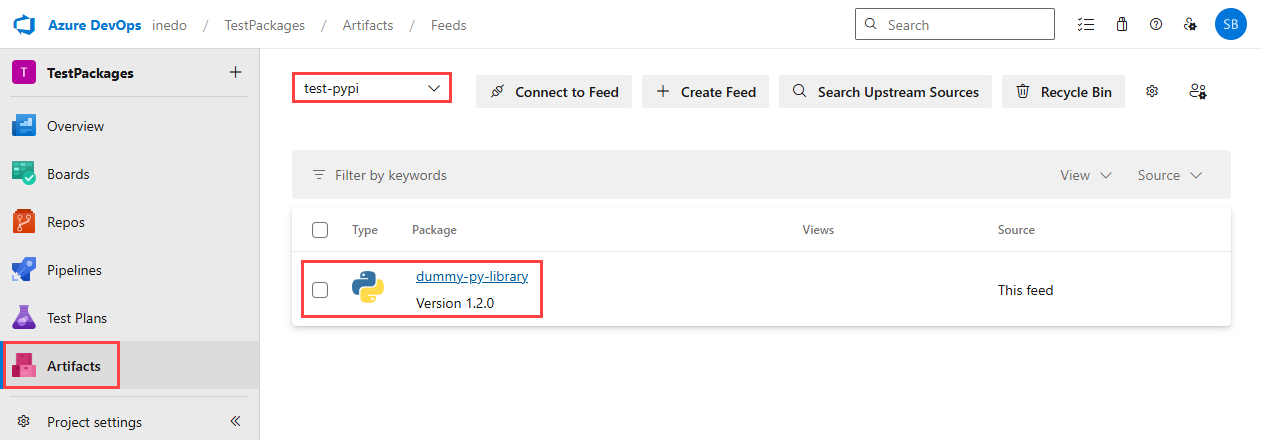 Azure DevOps inedo / TestPackages / Artifacts / Feeds Search SB
T TestPackages
Overview
Boards
Repos
Pipelines
Test Plans
Artifacts
Project settings
test-pypi Connect to Feed Create Feed Search Upstream Sources Recycle Bin
Filter by keywords View Source
Type Package Views Source
dummy-py-library
Version 1.2.0
This feed